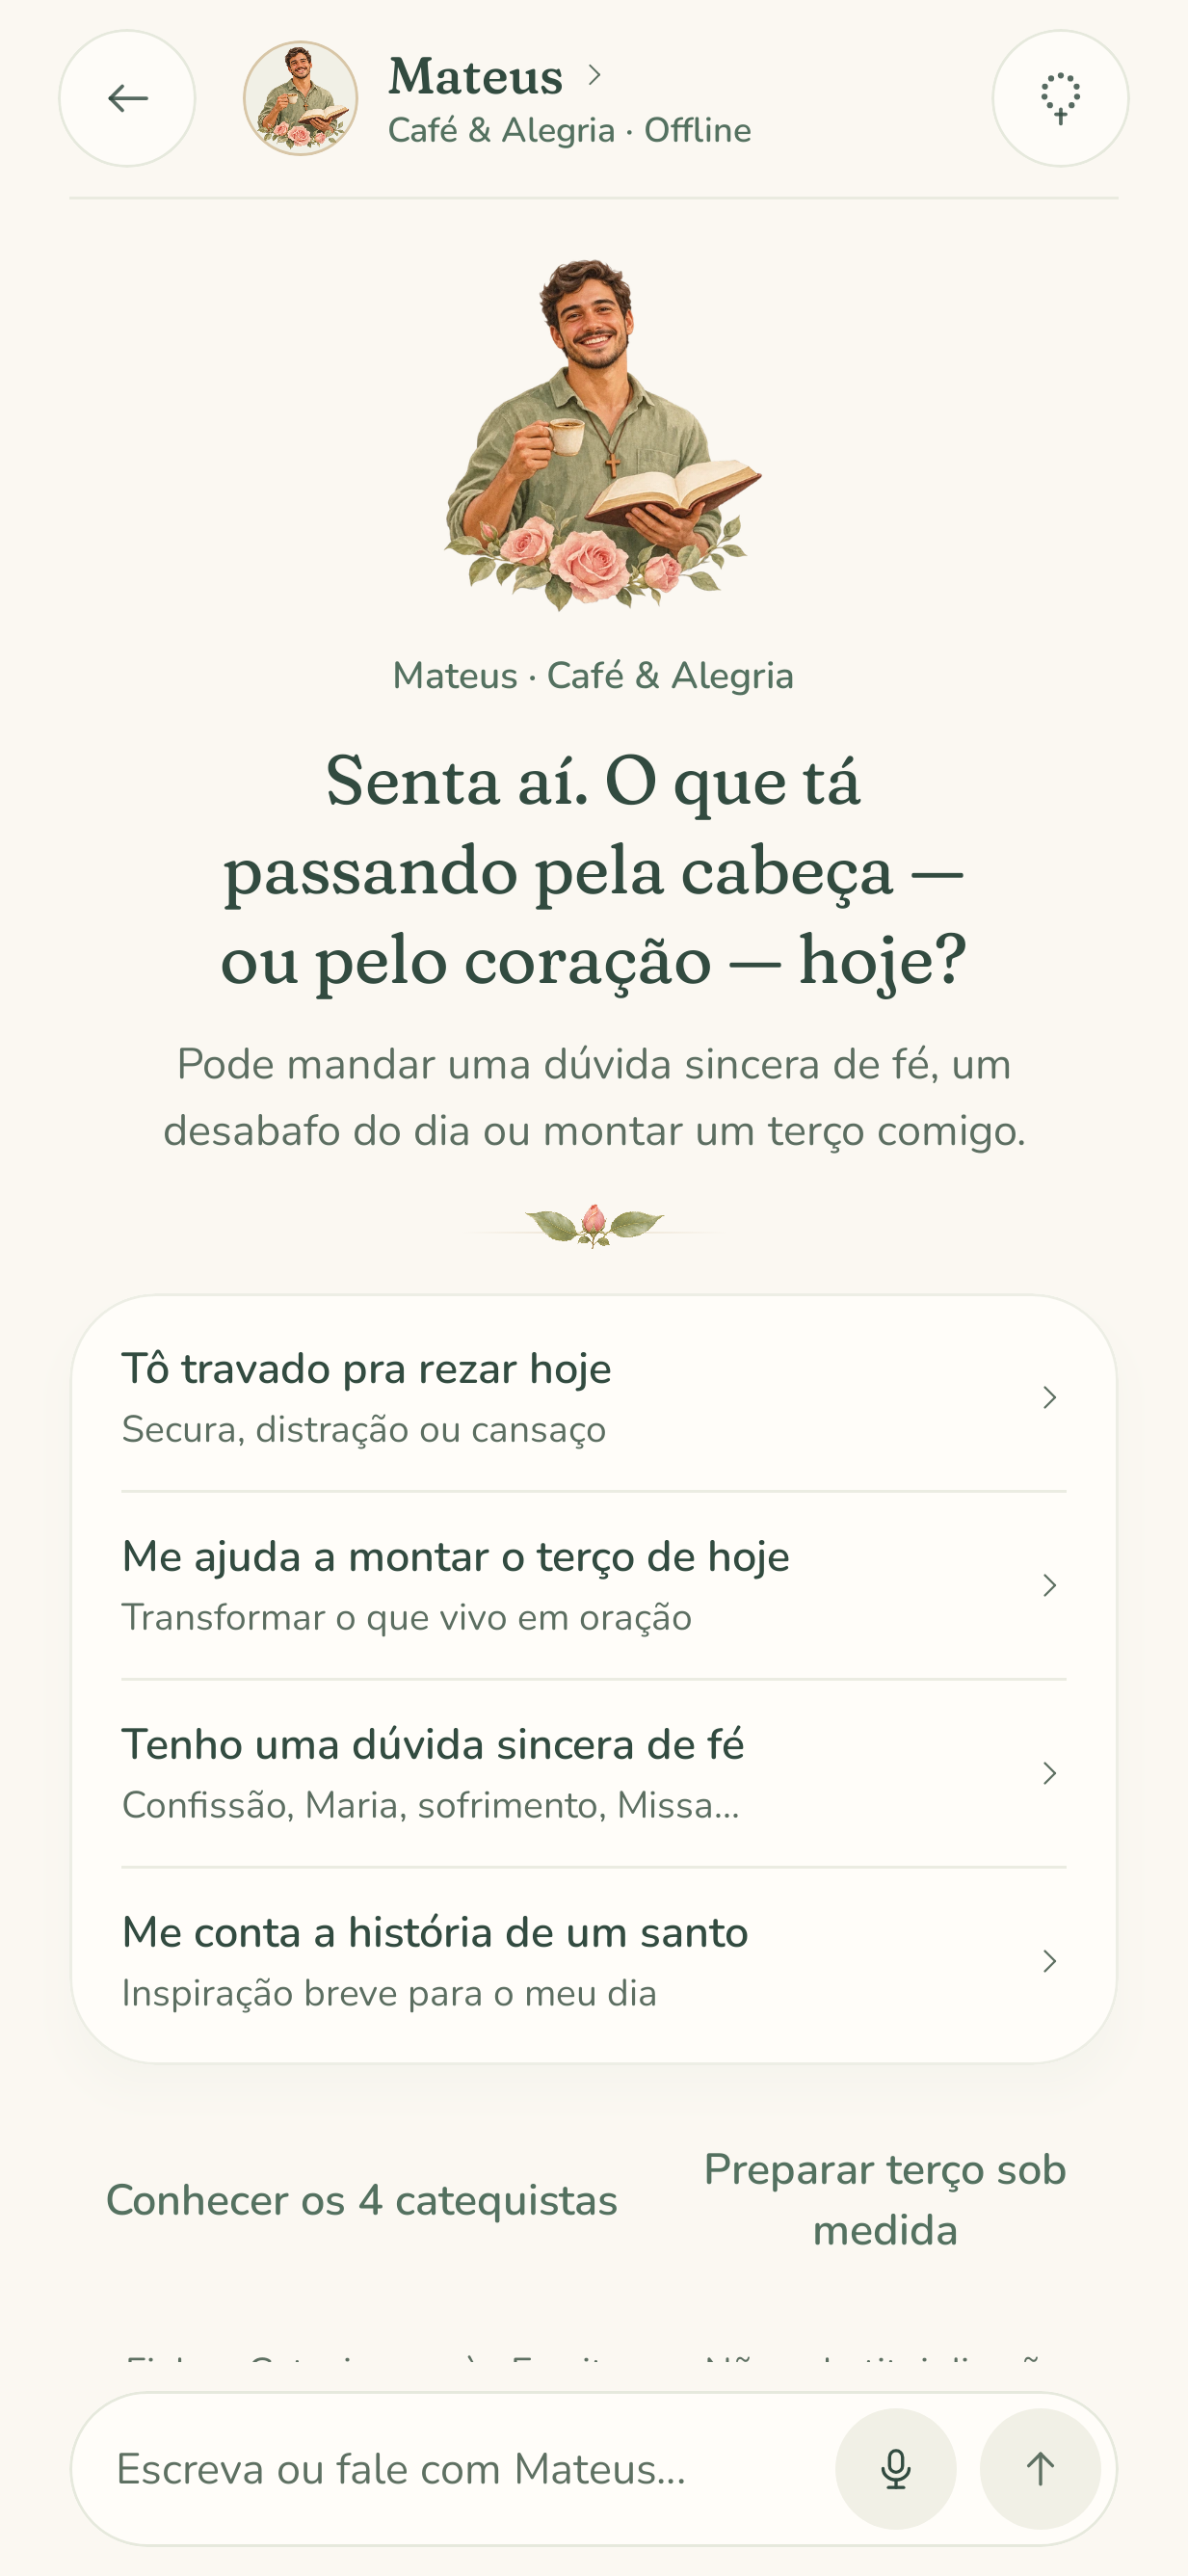 Mateus
Café & Alegria · Offline
Mateus · Café & Alegria
Senta aí. O que tá
passando pela cabeça —
ou pelo coração — hoje?
Pode mandar uma dúvida sincera de fé, um
desabafo do dia ou montar um terço comigo.
Tô travado pra rezar hoje
Secura, distração ou cansaço
Me ajuda a montar o terço de hoje
Transformar o que vivo em oração
Tenho uma dúvida sincera de fé
Confissão, Maria, sofrimento, Missa...
Me conta a história de um santo
Inspiração breve para o meu dia
Conhecer os 4 catequistas
Preparar terço sob
medida
Escreva ou fale com Mateus...